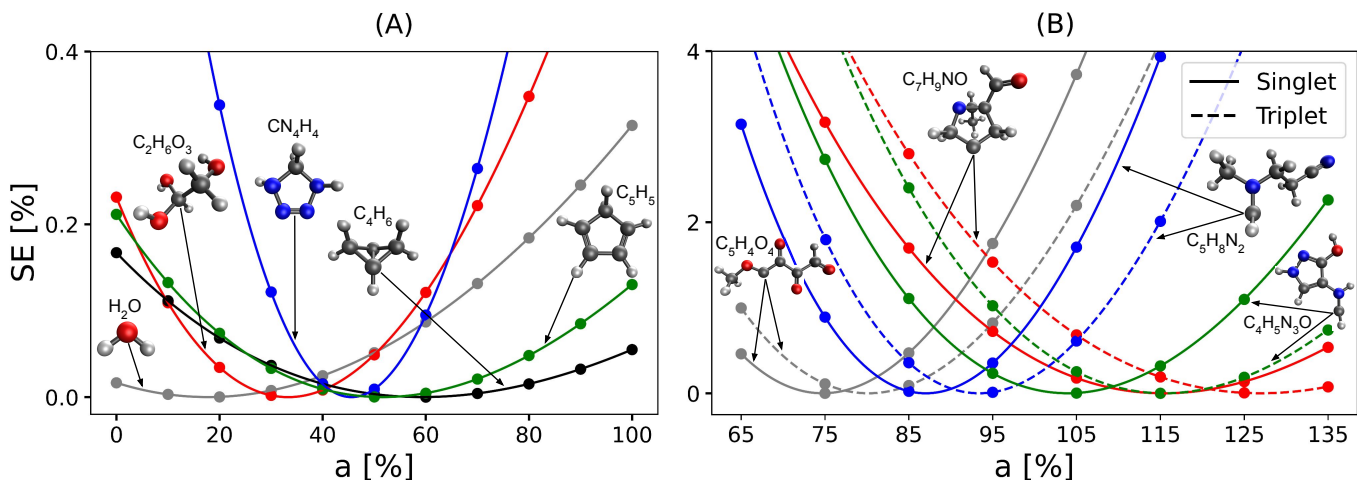 (A)
(B)
SE [%]
0.4
0.2
0.0
C₂H₆O₃
CN₄H₄
C₄H₆
C₅H₅
H₂O
0
20
40
60
80
100
a [%]
4
2
0
C₇H₉NO
Singlet
Triplet
C₅H₄O₄
C₅H₈N₂
C₄H₅N₃O
65
75
85
95
105
115
125
135
a [%]